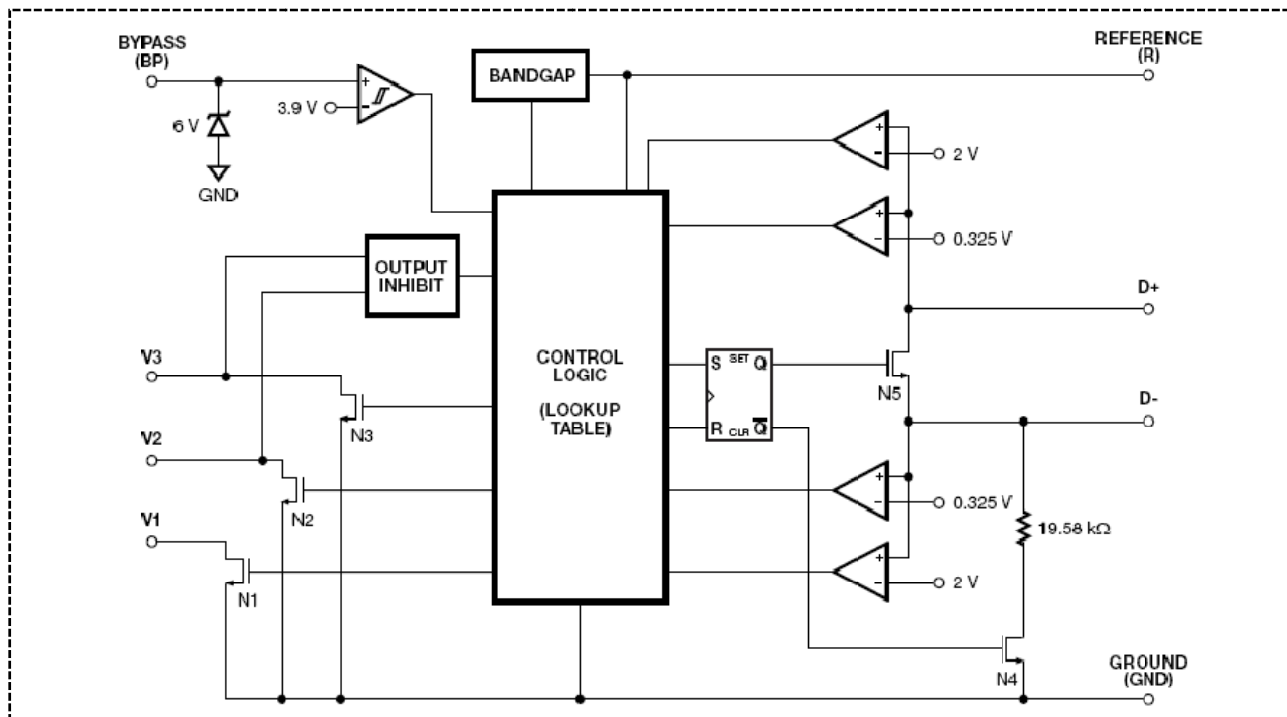 BYPASS
(BP)
REFERENCE
(R)
BANDGAP
+
-
3.9 V
6 V
GND
+
-
2 V
+
-
0.325 V
OUTPUT
INHIBIT
D+
CONTROL
LOGIC
(LOOKUP
TABLE)
S SET Q
R CLR Q̅
N5
D-
V3
N3
V2
N2
V1
N1
+
-
0.325 V
19.58 kΩ
+
-
2 V
N4
GROUND
(GND)